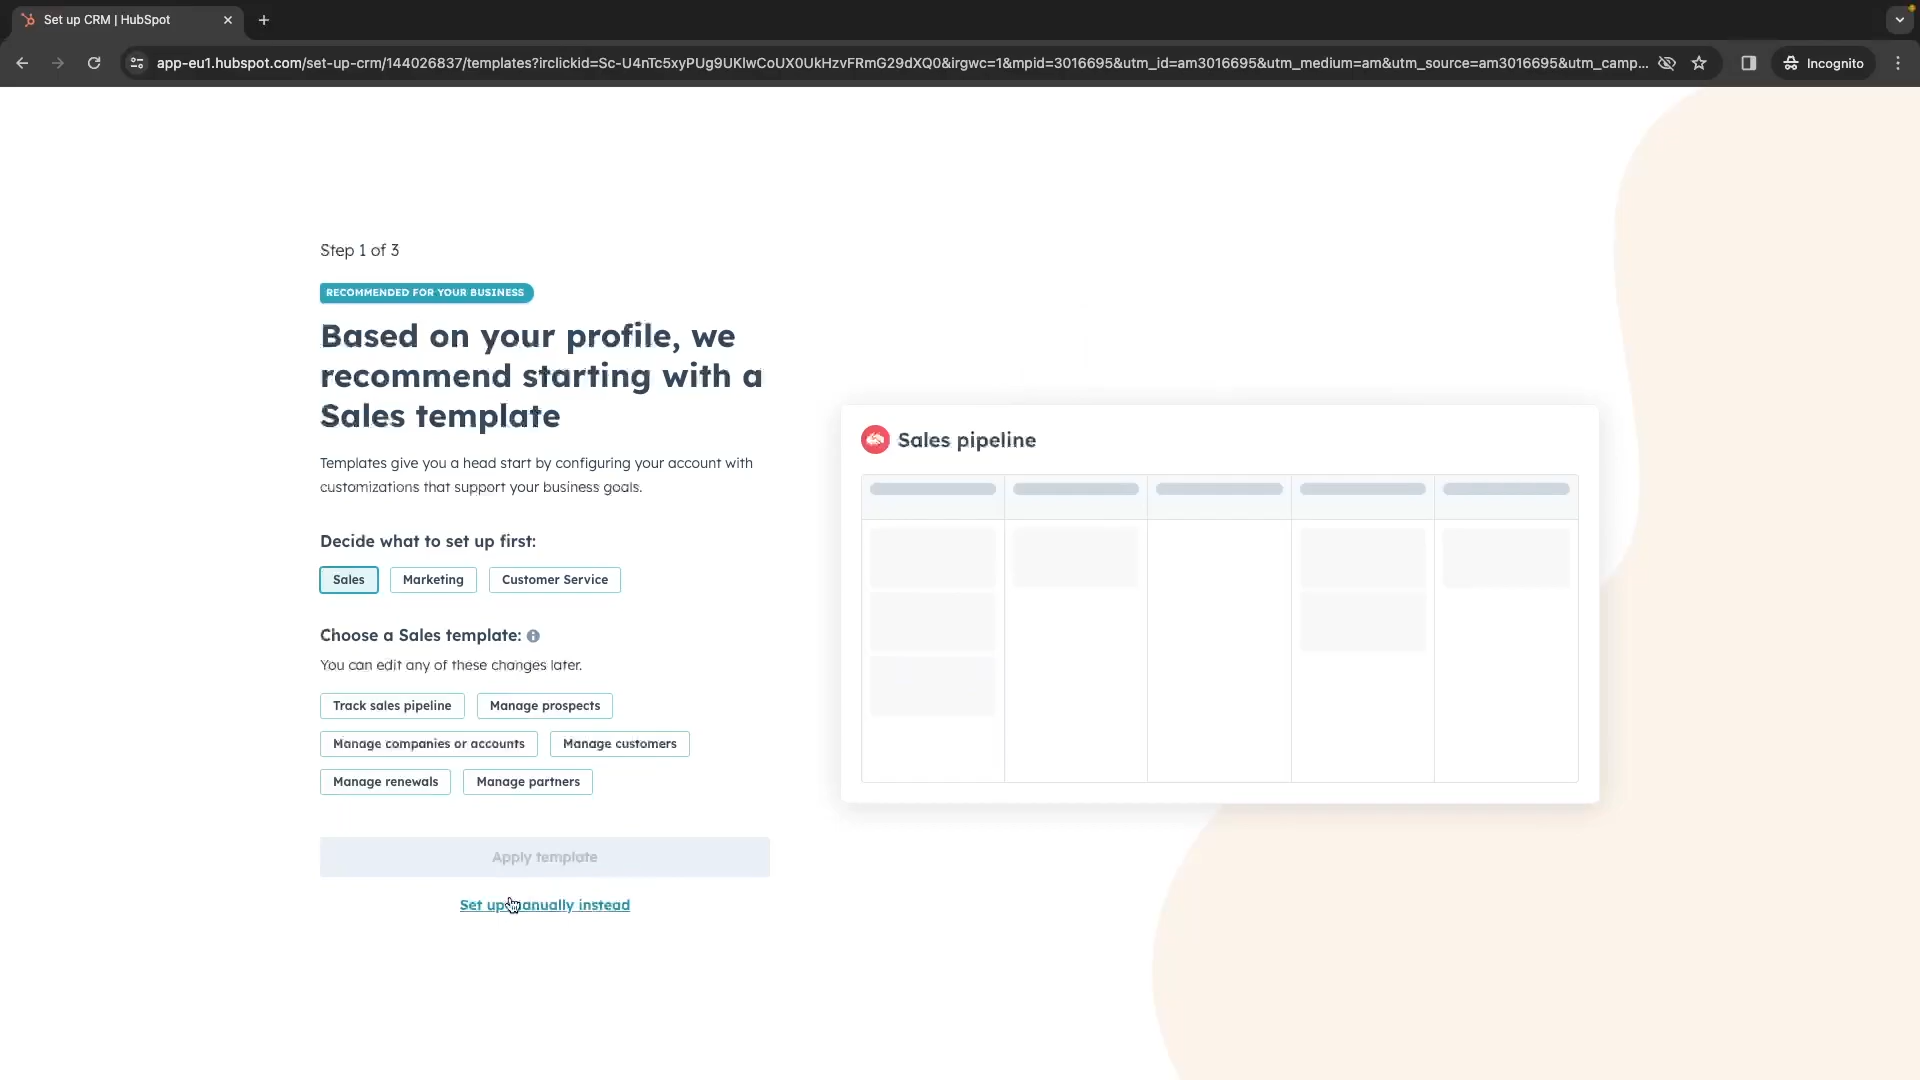 Set up CRM | HubSpot
app-eu1.hubspot.com/set-up-crm/144026837/templates?irclickid=Sc-U4nTc5xyPUg9UKlwCoUX0UkHzvFRmG29dXQ0&irgwc=1&mpid=3016695&utm_id=am3016695&utm_medium=am&utm_source=am3016695&utm_camp...
Incognito
Step 1 of 3
RECOMMENDED FOR YOUR BUSINESS
Based on your profile, we
recommend starting with a
Sales template
Templates give you a head start by configuring your account with
customizations that support your business goals.
Decide what to set up first:
Sales Marketing Customer Service
Choose a Sales template:
You can edit any of these changes later.
Track sales pipeline Manage prospects
Manage companies or accounts Manage customers
Manage renewals Manage partners
Apply template
Set up manually instead
Sales pipeline